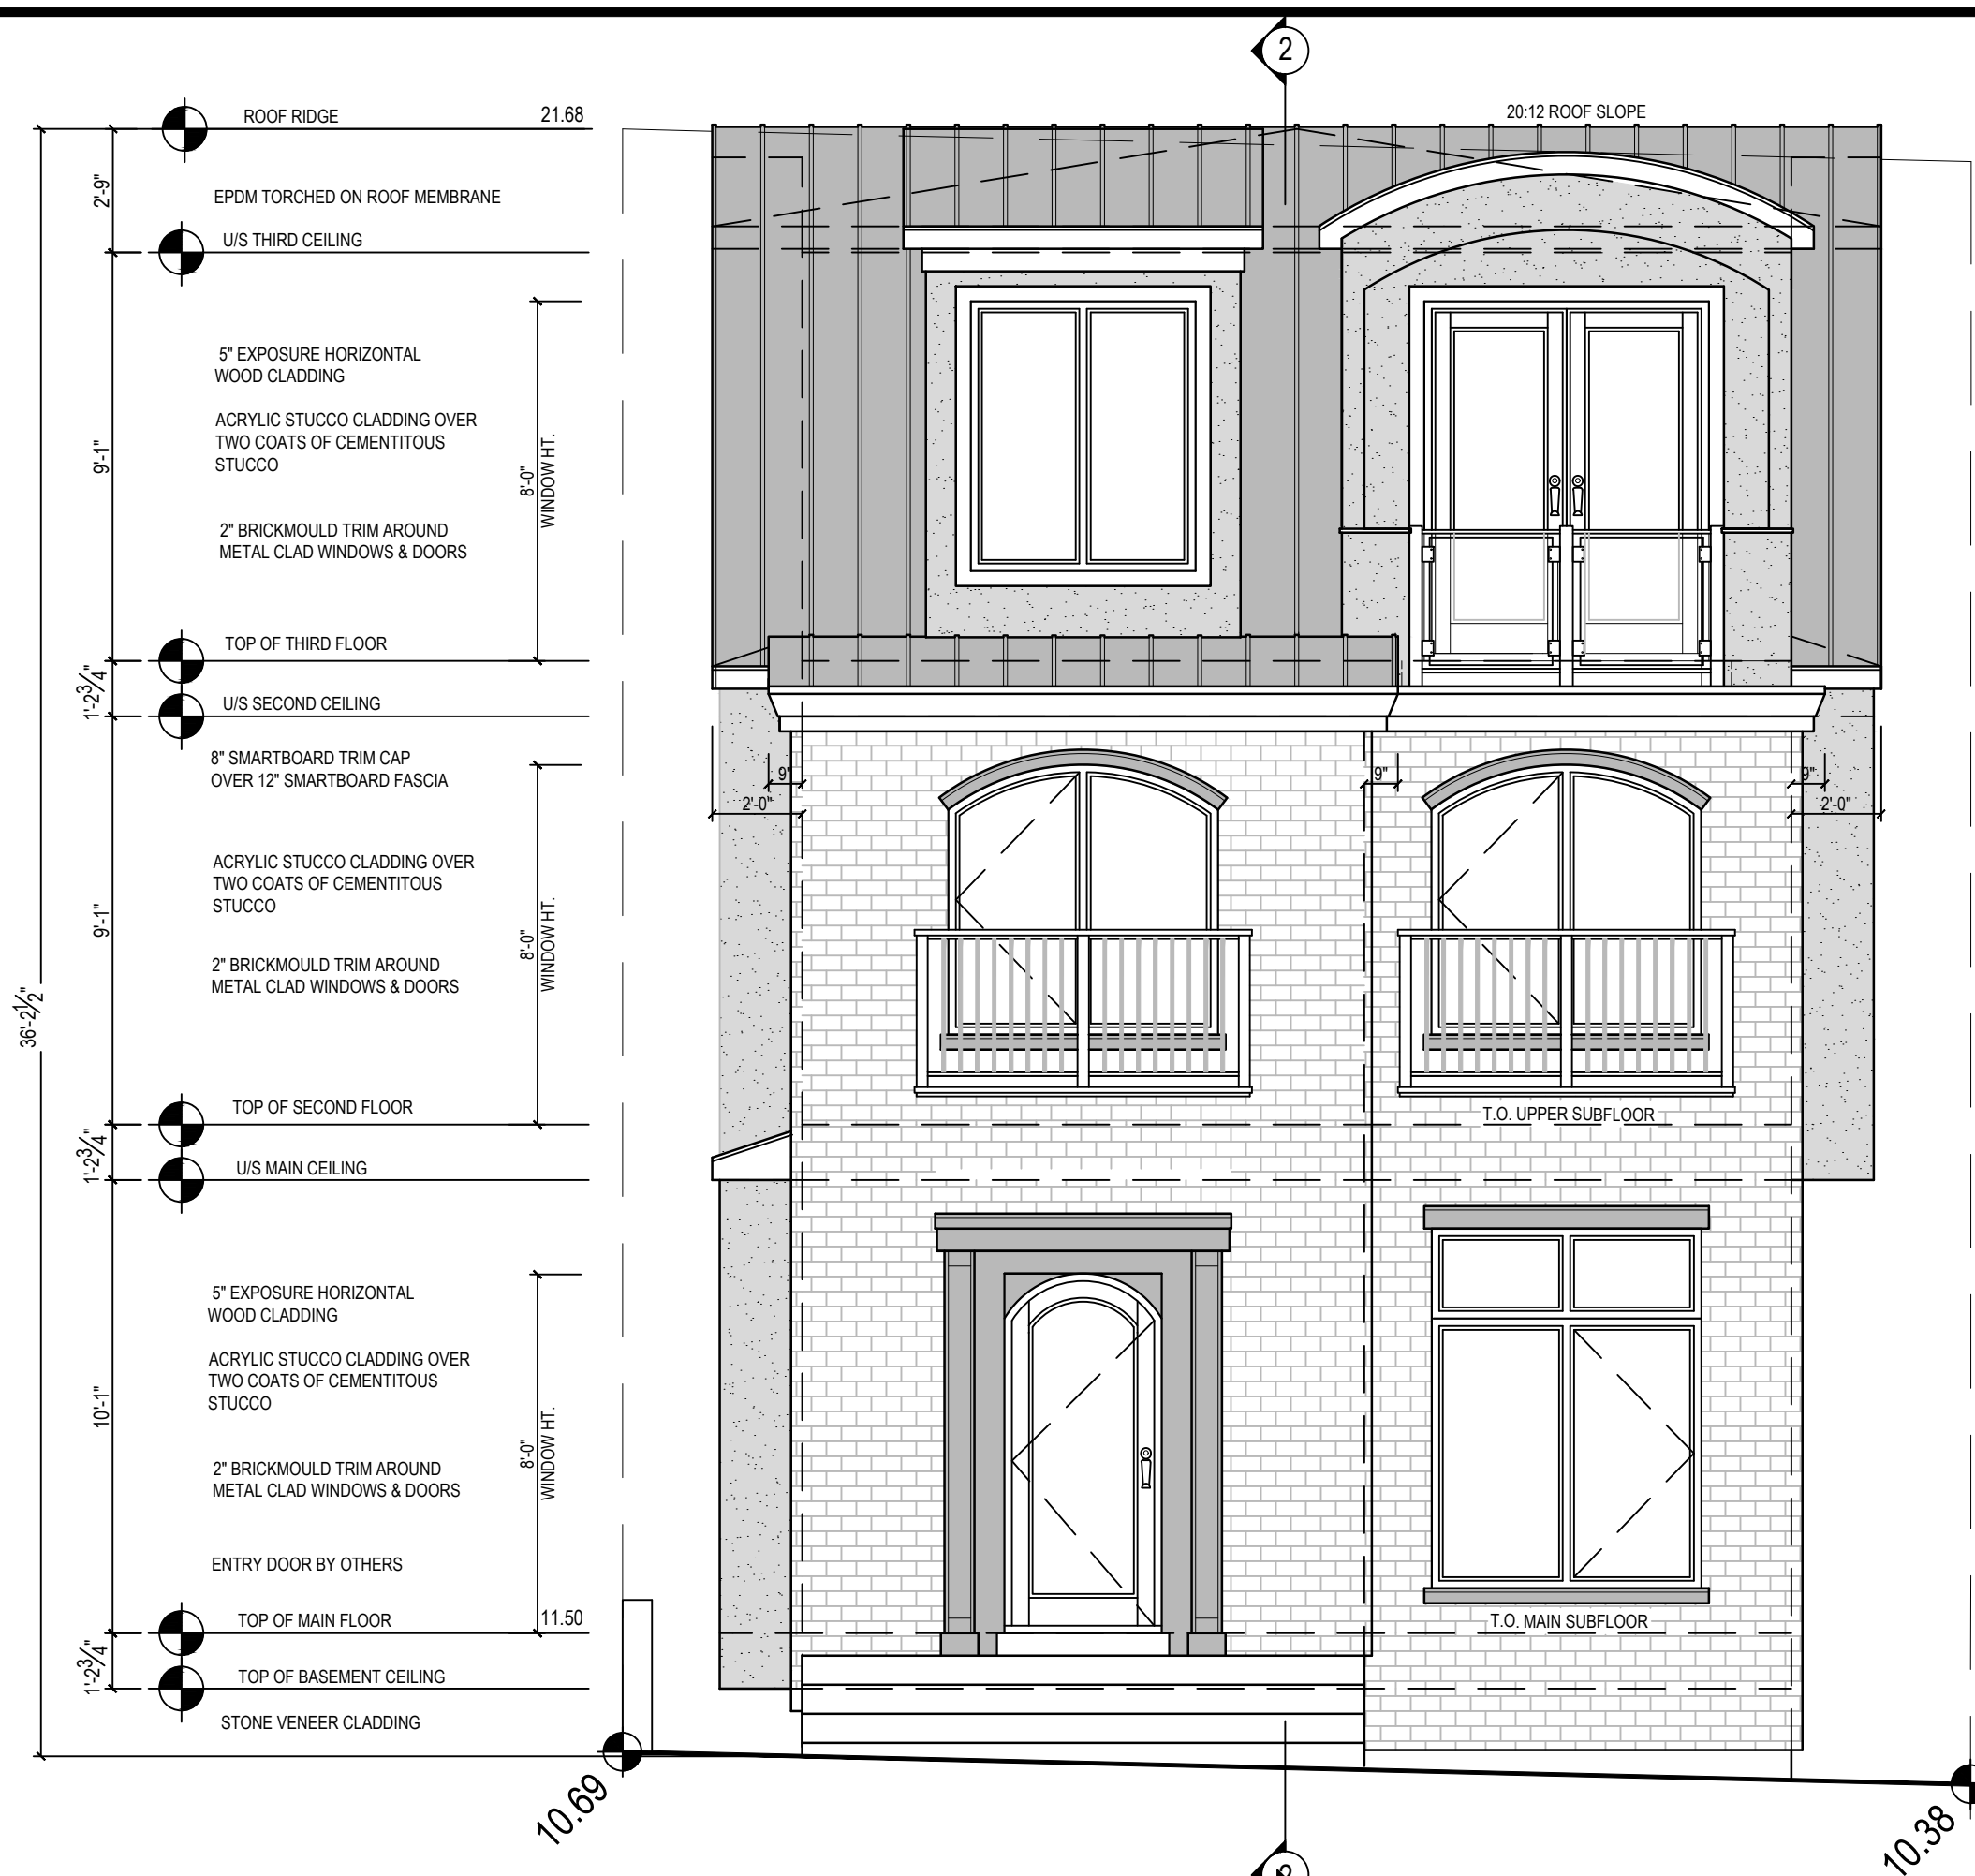 2
ROOF RIDGE 21.68
20:12 ROOF SLOPE
2'-9"
EPDM TORCHED ON ROOF MEMBRANE
U/S THIRD CEILING
5" EXPOSURE HORIZONTAL
WOOD CLADDING
ACRYLIC STUCCO CLADDING OVER
TWO COATS OF CEMENTITOUS
STUCCO
9'-1"
8'-0"
WINDOW HT.
2" BRICKMOULD TRIM AROUND
METAL CLAD WINDOWS & DOORS
TOP OF THIRD FLOOR
1'-2 3/4"
U/S SECOND CEILING
8" SMARTBOARD TRIM CAP
OVER 12" SMARTBOARD FASCIA
9"
9"
9"
2'-0"
2'-0"
ACRYLIC STUCCO CLADDING OVER
TWO COATS OF CEMENTITOUS
STUCCO
9'-1"
8'-0"
WINDOW HT.
2" BRICKMOULD TRIM AROUND
METAL CLAD WINDOWS & DOORS
36'-2 1/2"
TOP OF SECOND FLOOR
T.O. UPPER SUBFLOOR
1'-2 3/4"
U/S MAIN CEILING
5" EXPOSURE HORIZONTAL
WOOD CLADDING
ACRYLIC STUCCO CLADDING OVER
TWO COATS OF CEMENTITOUS
STUCCO
10'-1"
8'-0"
WINDOW HT.
2" BRICKMOULD TRIM AROUND
METAL CLAD WINDOWS & DOORS
ENTRY DOOR BY OTHERS
TOP OF MAIN FLOOR 11.50
T.O. MAIN SUBFLOOR
1'-2 3/4"
TOP OF BASEMENT CEILING
STONE VENEER CLADDING
10.69
10.38